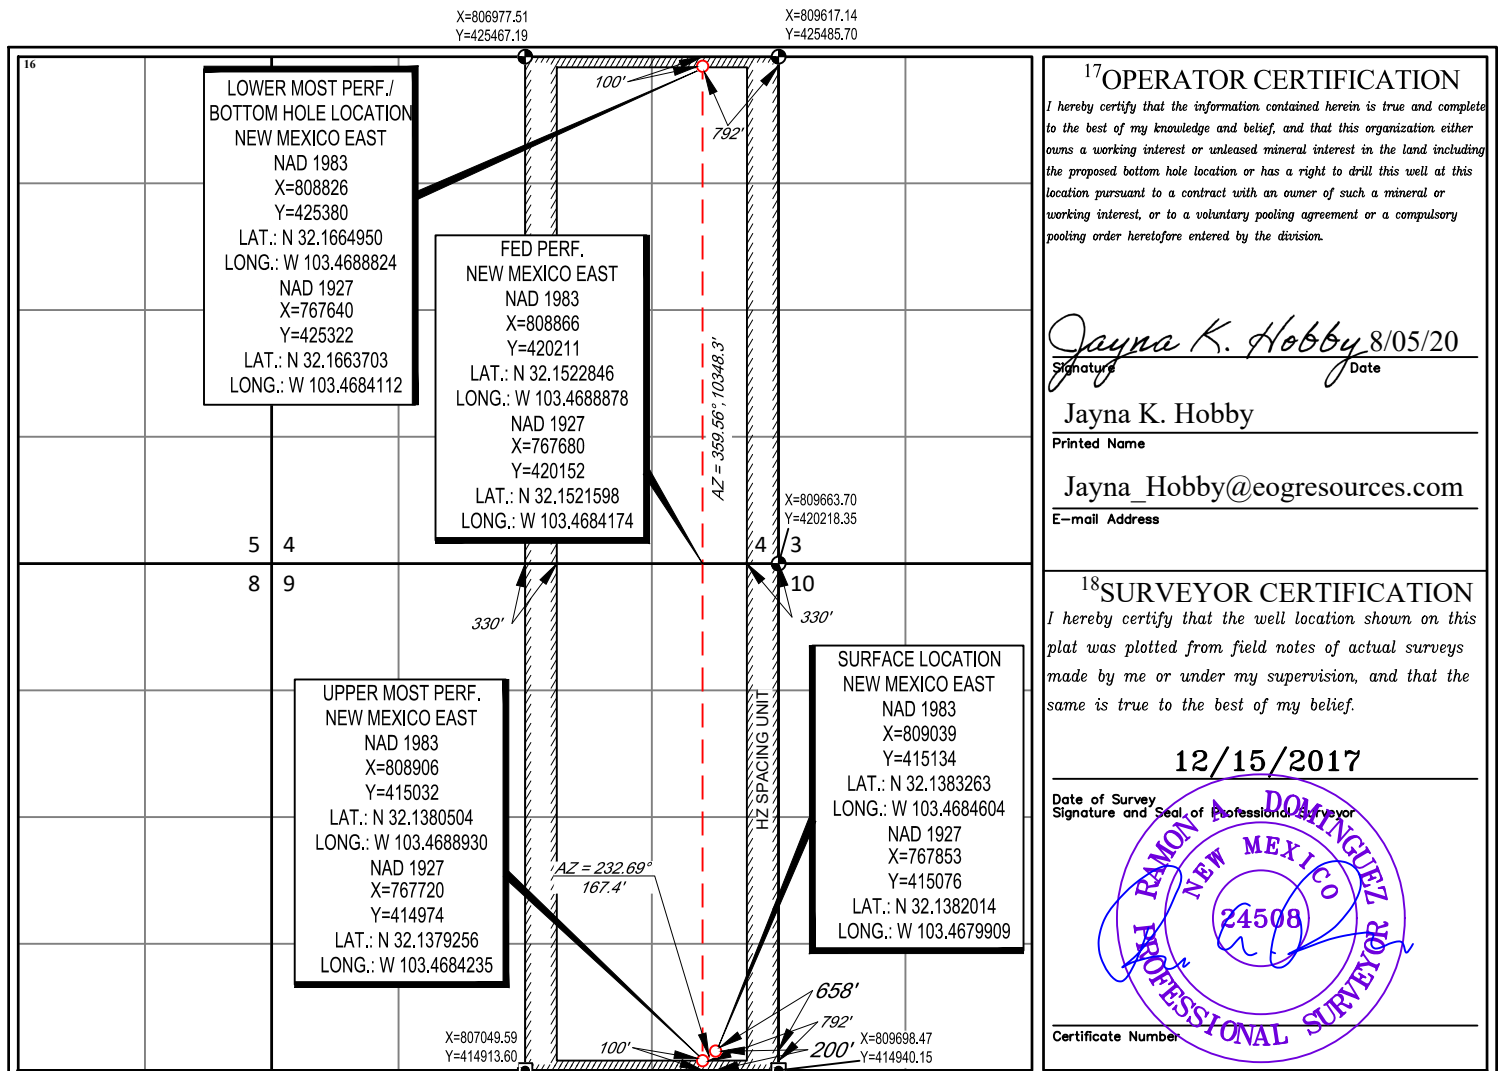 X=806977.51
Y=425467.19
X=809617.14
Y=425485.70
16
LOWER MOST PERF./
BOTTOM HOLE LOCATION
NEW MEXICO EAST
NAD 1983
X=808826
Y=425380
LAT.: N 32.1664950
LONG.: W 103.4688824
NAD 1927
X=767640
Y=425322
LAT.: N 32.1663703
LONG.: W 103.4684112
100'
792'
FED PERF.
NEW MEXICO EAST
NAD 1983
X=808866
Y=420211
LAT.: N 32.1522846
LONG.: W 103.4688878
NAD 1927
X=767680
Y=420152
LAT.: N 32.1521598
LONG.: W 103.4684174
AZ = 359.56°, 10348.3'
X=809663.70
Y=420218.35
5 4
4 3
8 9
10
330'
330'
UPPER MOST PERF.
NEW MEXICO EAST
NAD 1983
X=808906
Y=415032
LAT.: N 32.1380504
LONG.: W 103.4688930
NAD 1927
X=767720
Y=414974
LAT.: N 32.1379256
LONG.: W 103.4684235
HZ SPACING UNIT
SURFACE LOCATION
NEW MEXICO EAST
NAD 1983
X=809039
Y=415134
LAT.: N 32.1383263
LONG.: W 103.4684604
NAD 1927
X=767853
Y=415076
LAT.: N 32.1382014
LONG.: W 103.4679909
AZ = 232.69°
167.4'
658'
792'
200'
100'
X=807049.59
Y=414913.60
X=809698.47
Y=414940.15
17 OPERATOR CERTIFICATION
I hereby certify that the information contained herein is true and complete
to the best of my knowledge and belief, and that this organization either
owns a working interest or unleased mineral interest in the land including
the proposed bottom hole location or has a right to drill this well at this
location pursuant to a contract with an owner of such a mineral or
working interest, or to a voluntary pooling agreement or a compulsory
pooling order heretofore entered by the division.
Jayna K. Hobby 8/05/20
Signature Date
Jayna K. Hobby
Printed Name
Jayna_Hobby@eogresources.com
E-mail Address
18 SURVEYOR CERTIFICATION
I hereby certify that the well location shown on this
plat was plotted from field notes of actual surveys
made by me or under my supervision, and that the
same is true to the best of my belief.
12/15/2017
Date of Survey
Signature and Seal of Professional Surveyor
RAMON A. DOMINGUEZ
NEW MEXICO
24508
PROFESSIONAL SURVEYOR
Certificate Number